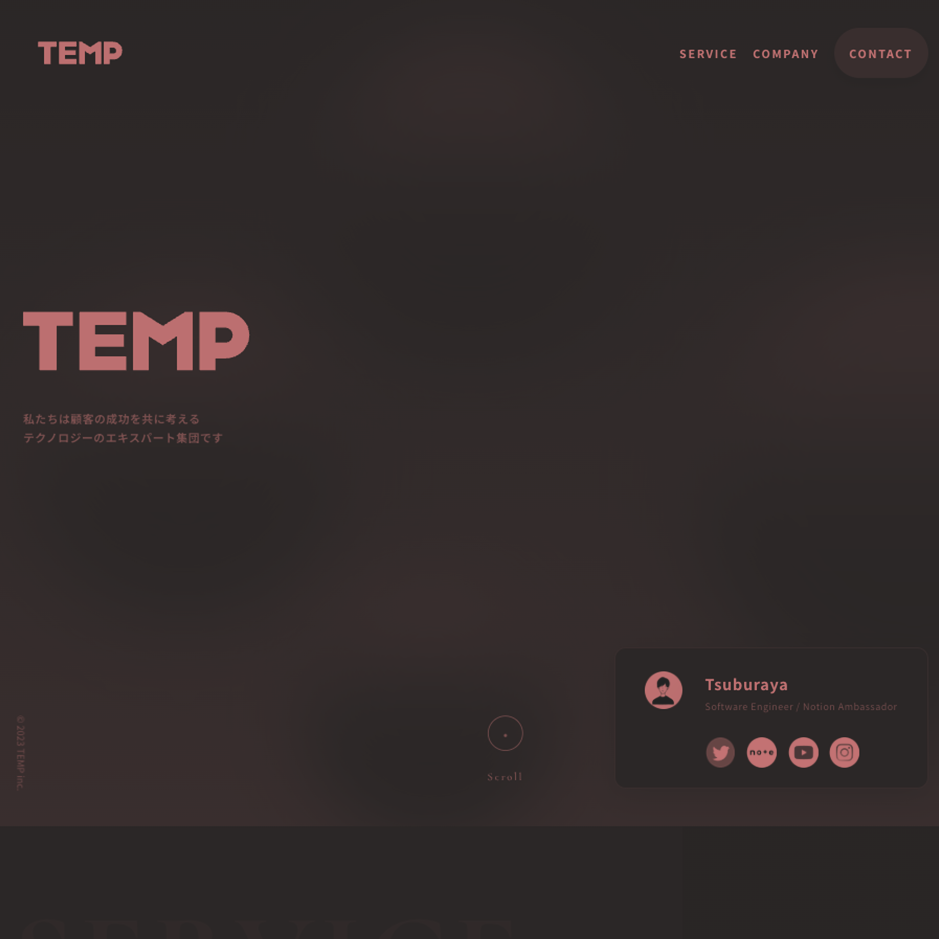 TEMP
SERVICE COMPANY CONTACT
TEMP
私たちは顧客の成功を共に考える
テクノロジーのエキスパート集団です
Tsuburaya
Software Engineer / Notion Ambassador
note
© 2023 TEMP inc.
Scroll
SERVICE